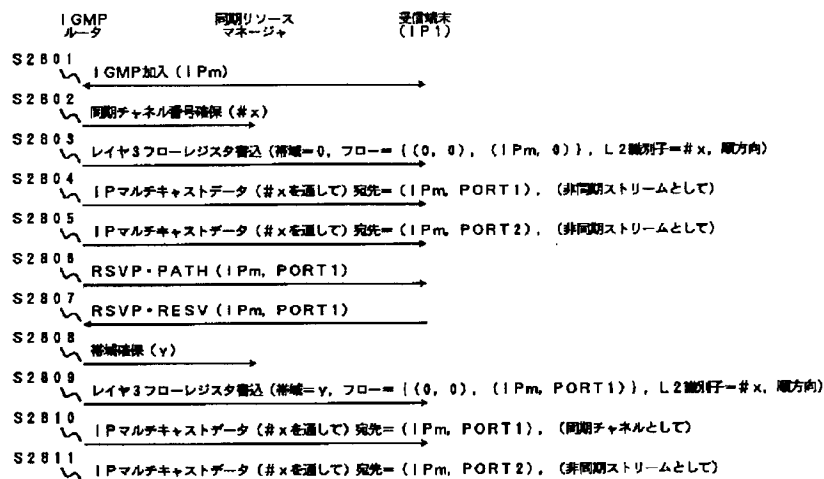 IGMP
ルータ
同期リソース
マネージャ
受信端末
(IP1)
S2801
IGMP加入(IPm)
S2802
同期チャネル番号確保(#x)
S2803
レイヤ3フローレジスタ書込(帯域=0, フロー={(0, 0), (IPm, 0)}, L2識別子=#x, 順方向)
S2804
IPマルチキャストデータ(#xを通して)宛先=(IPm, PORT1), (非同期ストリームとして)
S2805
IPマルチキャストデータ(#xを通して)宛先=(IPm, PORT2), (非同期ストリームとして)
S2806
RSVP・PATH(IPm, PORT1)
S2807
RSVP・RESV(IPm, PORT1)
S2808
帯域確保(y)
S2809
レイヤ3フローレジスタ書込(帯域=y, フロー={(0, 0), (IPm, PORT1)}, L2識別子=#x, 順方向)
S2810
IPマルチキャストデータ(#xを通して)宛先=(IPm, PORT1), (同期チャネルとして)
S2811
IPマルチキャストデータ(#xを通して)宛先=(IPm, PORT2), (非同期ストリームとして)